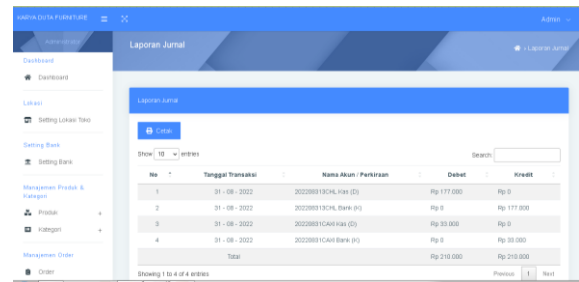 KARYA DUTA FURNITURE
Admin
Administrator
Laporan Jurnal
> Laporan Jurnal
Dashboard
Dashboard
Lokasi
Setting Lokasi Toko
Setting Bank
Setting Bank
Manajemen Produk &
Kategori
Produk +
Kategori +
Manajemen Order
Order
Laporan Jurnal
Cetak
Show 10 entries
Search:
No Tanggal Transaksi Nama Akun / Perkiraan Debet Kredit
1 31 - 08 - 2022 Kas (D) Rp 177.000 Rp 0
2 31 - 08 - 2022 Bank (K) Rp 0 Rp 177.000
3 31 - 08 - 2022 Kas (D) Rp 33.000 Rp 0
4 31 - 08 - 2022 Bank (K) Rp 0 Rp 33.000
Total Rp 210.000 Rp 210.000
Showing 1 to 4 of 4 entries
Previous 1 Next